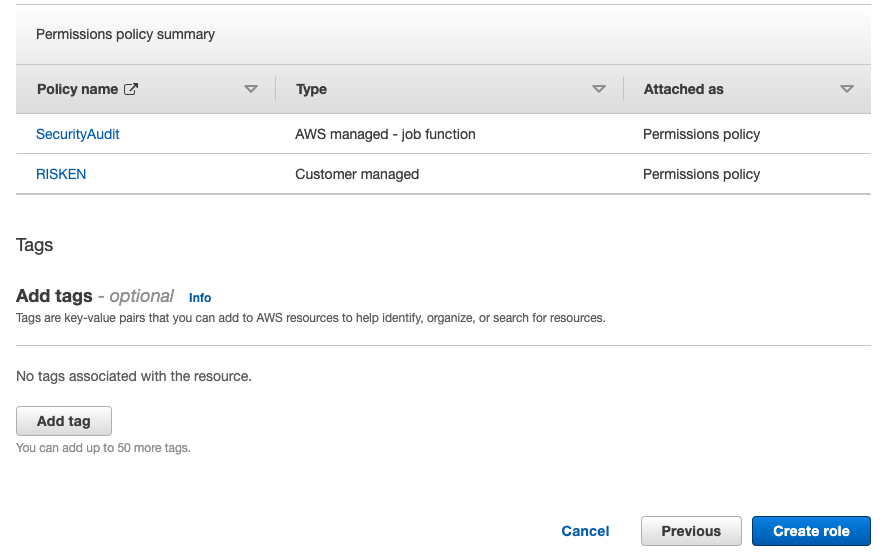 Permissions policy summary
Policy name Type Attached as
SecurityAudit AWS managed - job function Permissions policy
RISKEN Customer managed Permissions policy
Tags
Add tags - optional Info
Tags are key-value pairs that you can add to AWS resources to help identify, organize, or search for resources.
No tags associated with the resource.
Add tag
You can add up to 50 more tags.
Cancel Previous Create role